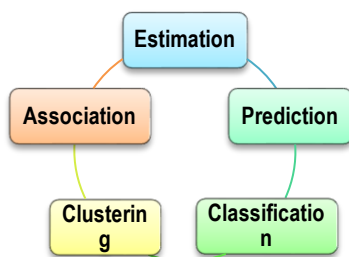 Estimation
Association
Prediction
Clusterin
g
Classificatio
n